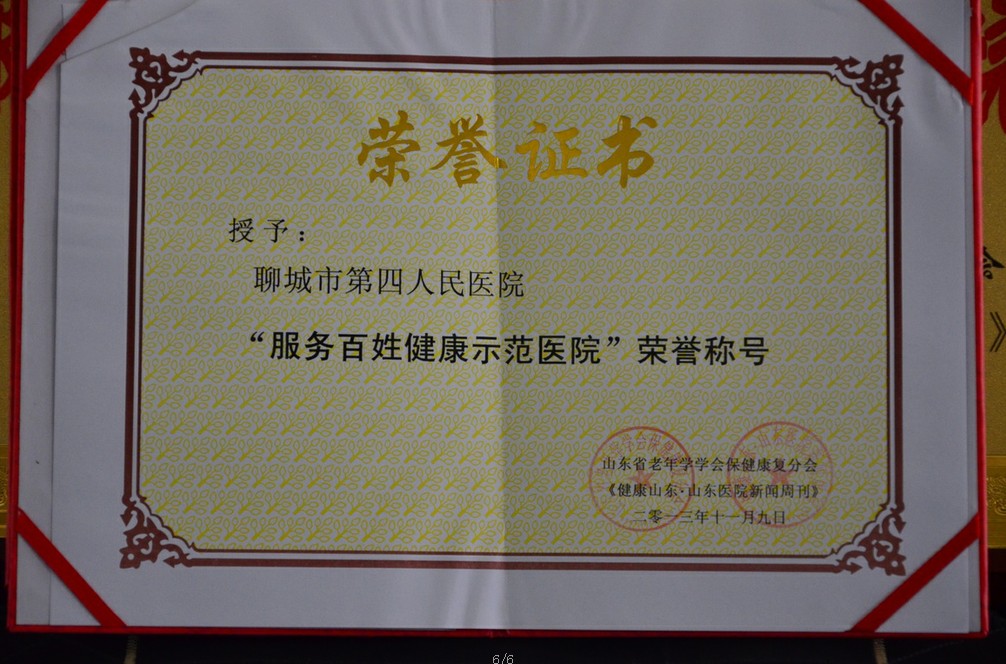 荣誉证书
授予：
聊城市第四人民医院
“服务百姓健康示范医院”荣誉称号
山东省老年学学会保健康复分会
《健康山东·山东医院新闻周刊》
二零一三年十一月九日
6/6